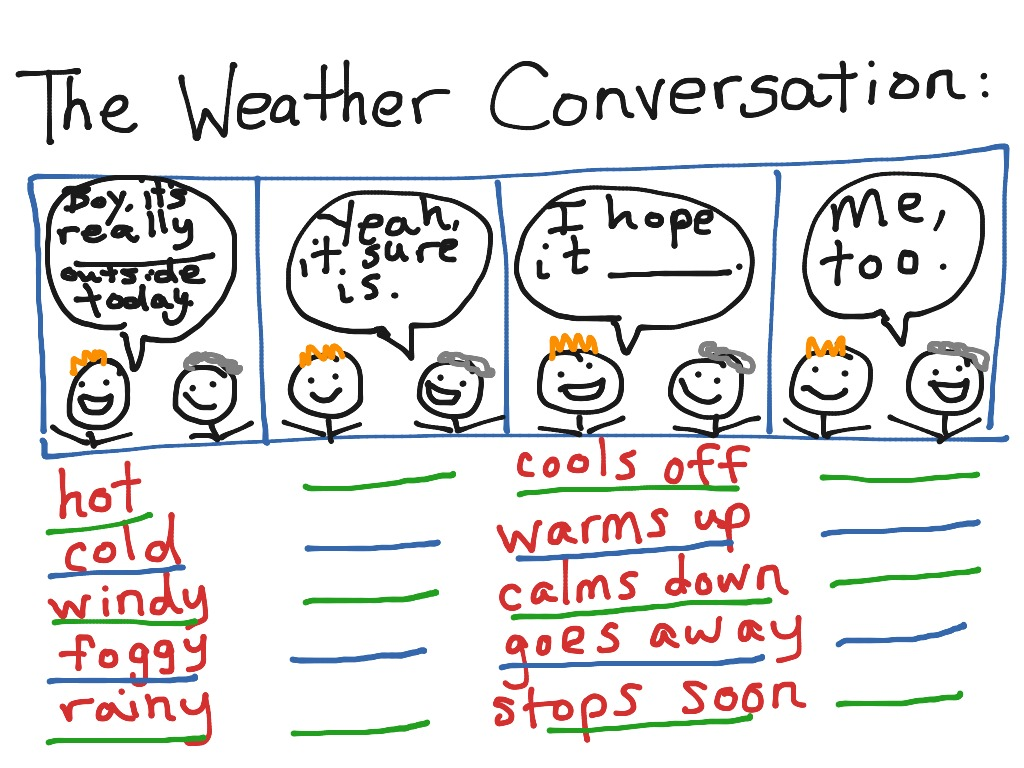 The Weather Conversation:
Boy, it's
really
outside
today.
Yeah,
it sure
is.
I hope
it ______.
Me,
too.
hot
cools off
cold
warms up
windy
calms down
foggy
goes away
rainy
stops soon